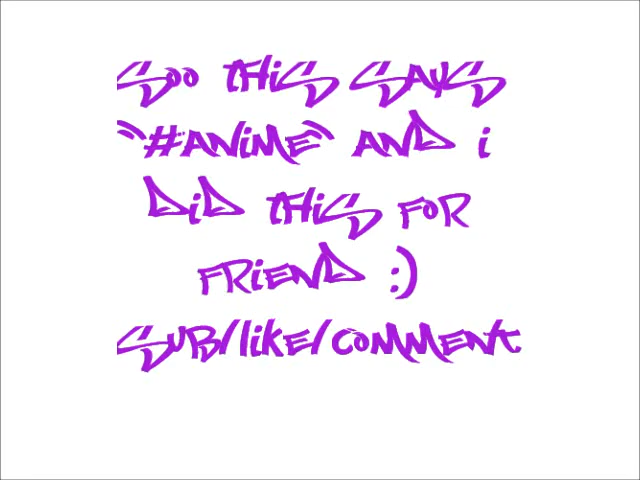 Soo this says
"#anime" and i
did this for
friend :)
Sub/like/comment